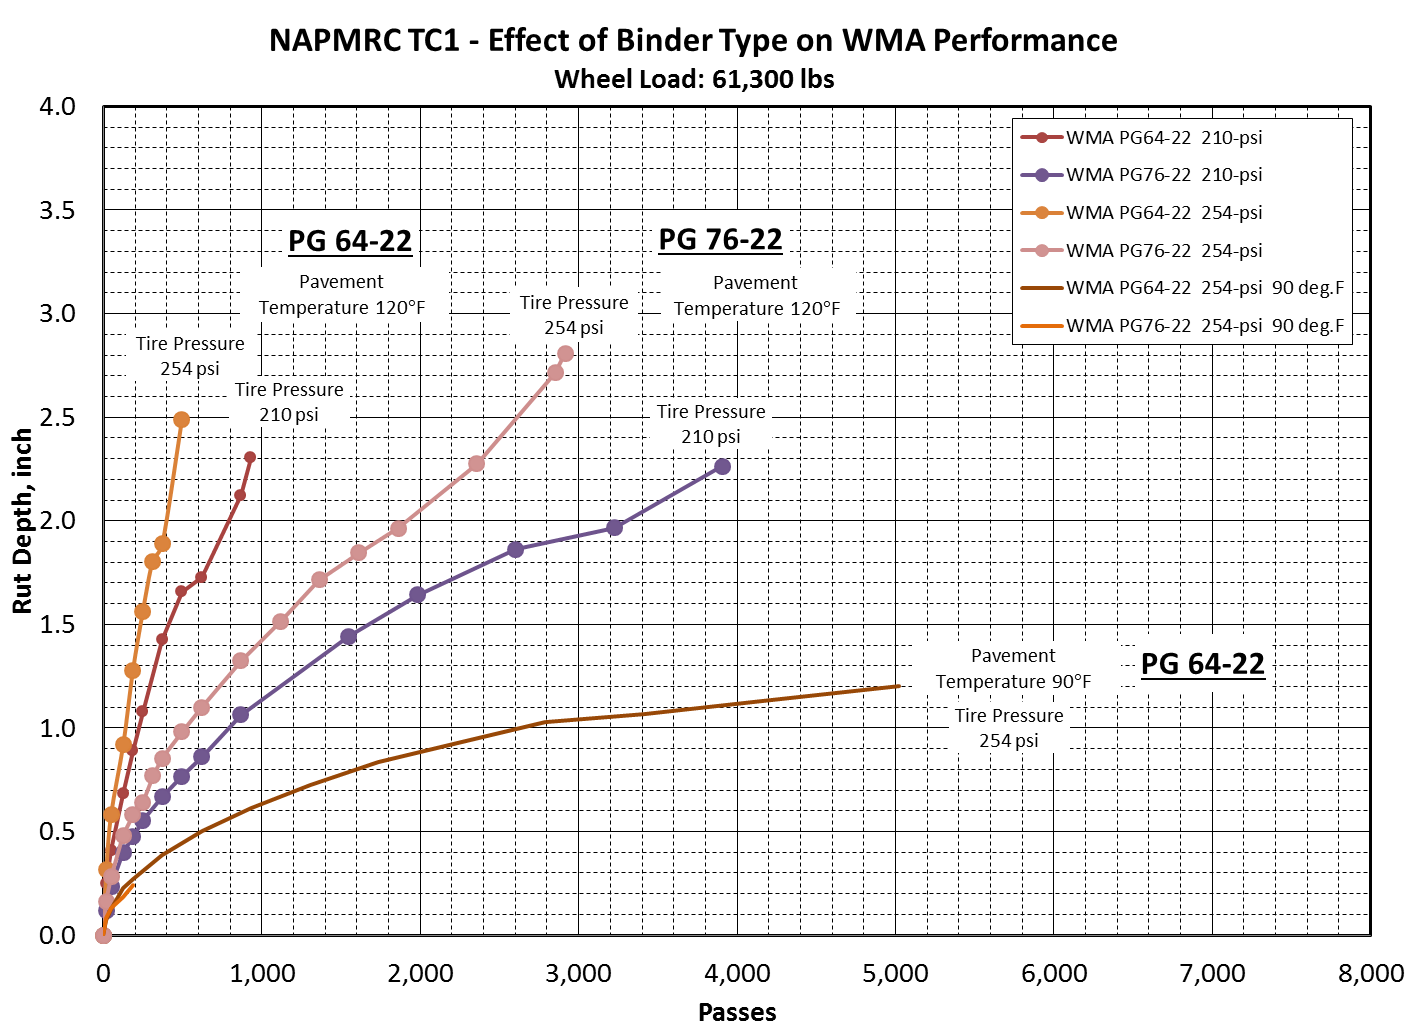 NAPMRC TC1 - Effect of Binder Type on WMA Performance
Wheel Load: 61,300 lbs
4.0
3.5
3.0
2.5
2.0
1.5
1.0
0.5
0.0
Rut Depth, inch
WMA PG64-22 210-psi
WMA PG76-22 210-psi
WMA PG64-22 254-psi
WMA PG76-22 254-psi
WMA PG64-22 254-psi 90 deg.F
WMA PG76-22 254-psi 90 deg.F
PG 64-22
Pavement
Temperature 120°F
Tire Pressure
254 psi
Tire Pressure
210 psi
PG 76-22
Pavement
Temperature 120°F
Tire Pressure
254 psi
Tire Pressure
210 psi
Pavement
Temperature 90°F
PG 64-22
Tire Pressure
254 psi
0
1,000
2,000
3,000
4,000
5,000
6,000
7,000
8,000
Passes